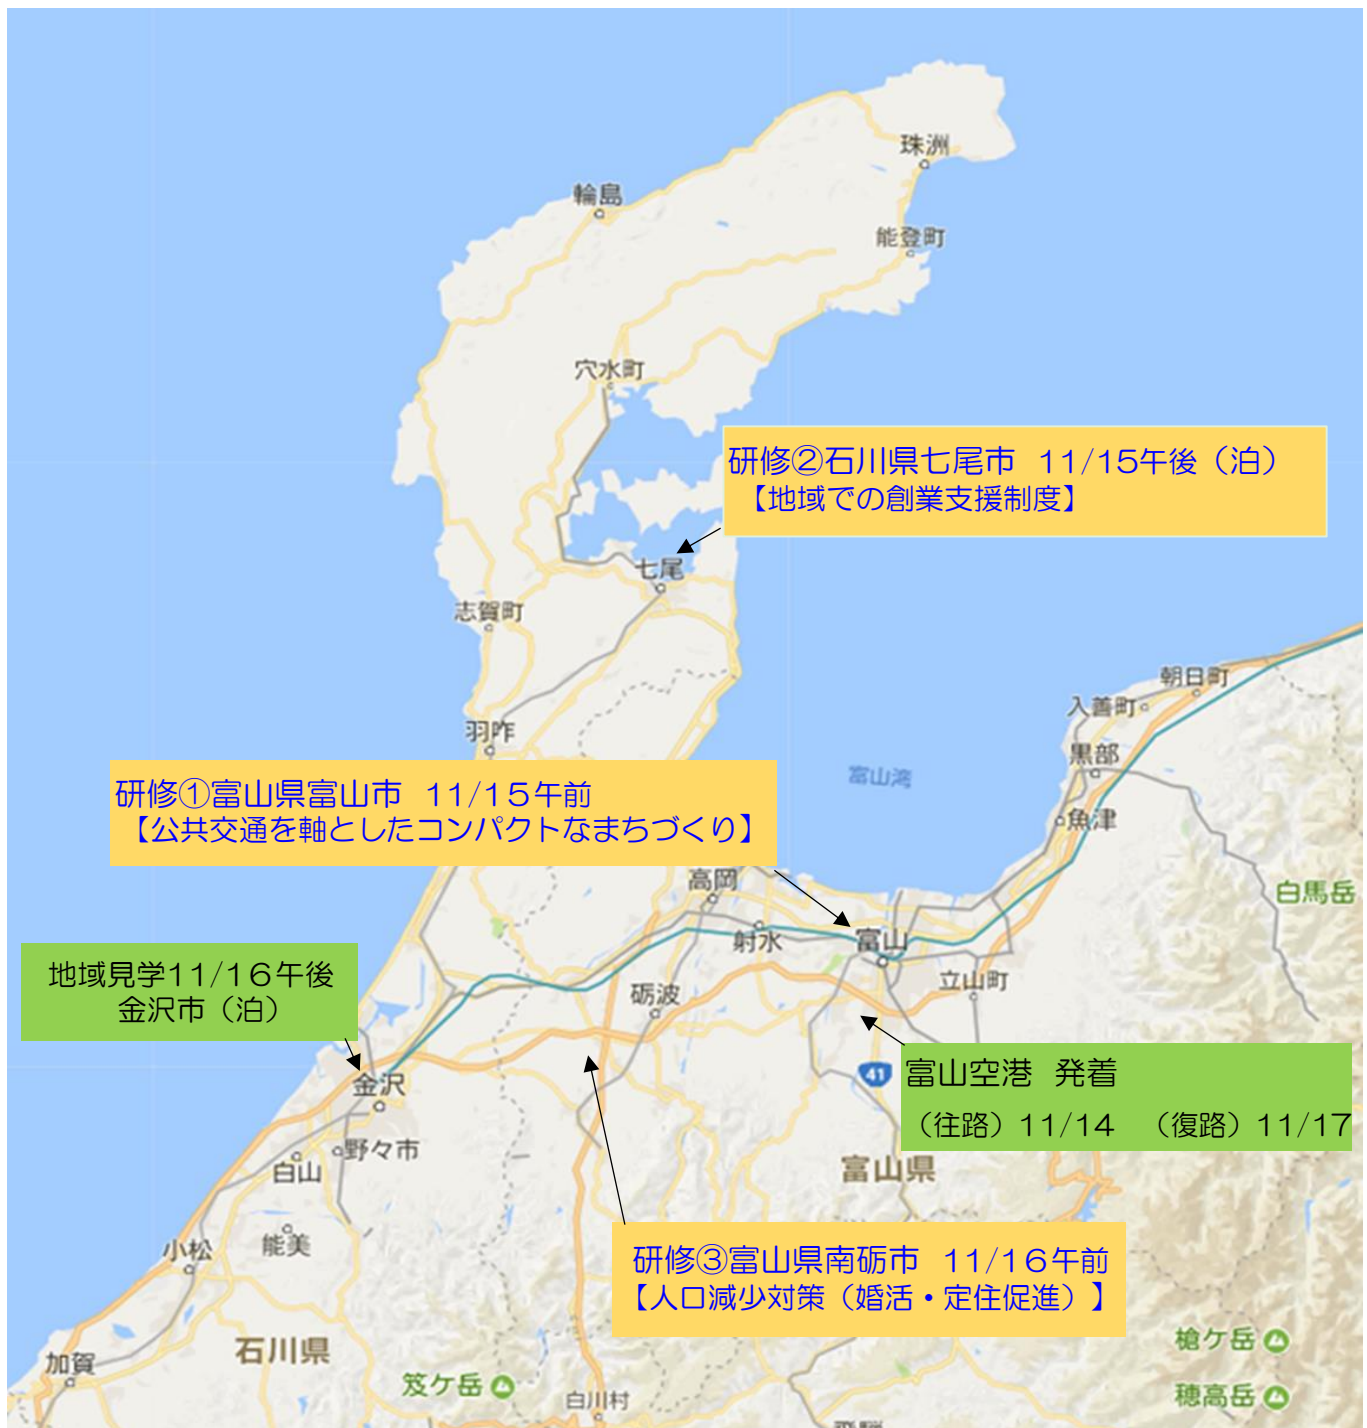 珠洲
輪島
能登町
穴水町
研修②石川県七尾市 11/15午後（泊）
【地域での創業支援制度】
七尾
志賀町
朝日町
入善町
羽咋
黒部
富山湾
研修①富山県富山市 11/15午前
【公共交通を軸としたコンパクトなまちづくり】
魚津
高岡
白馬岳
射水
富山
地域見学11/16午後
金沢市（泊）
立山町
砺波
富山空港 発着
（往路）11/14 （復路）11/17
41
金沢
野々市
白山
富山県
研修③富山県南砺市 11/16午前
【人口減少対策（婚活・定住促進）】
能美
小松
石川県
槍ケ岳
加賀
笈ケ岳
白川村
穂高岳